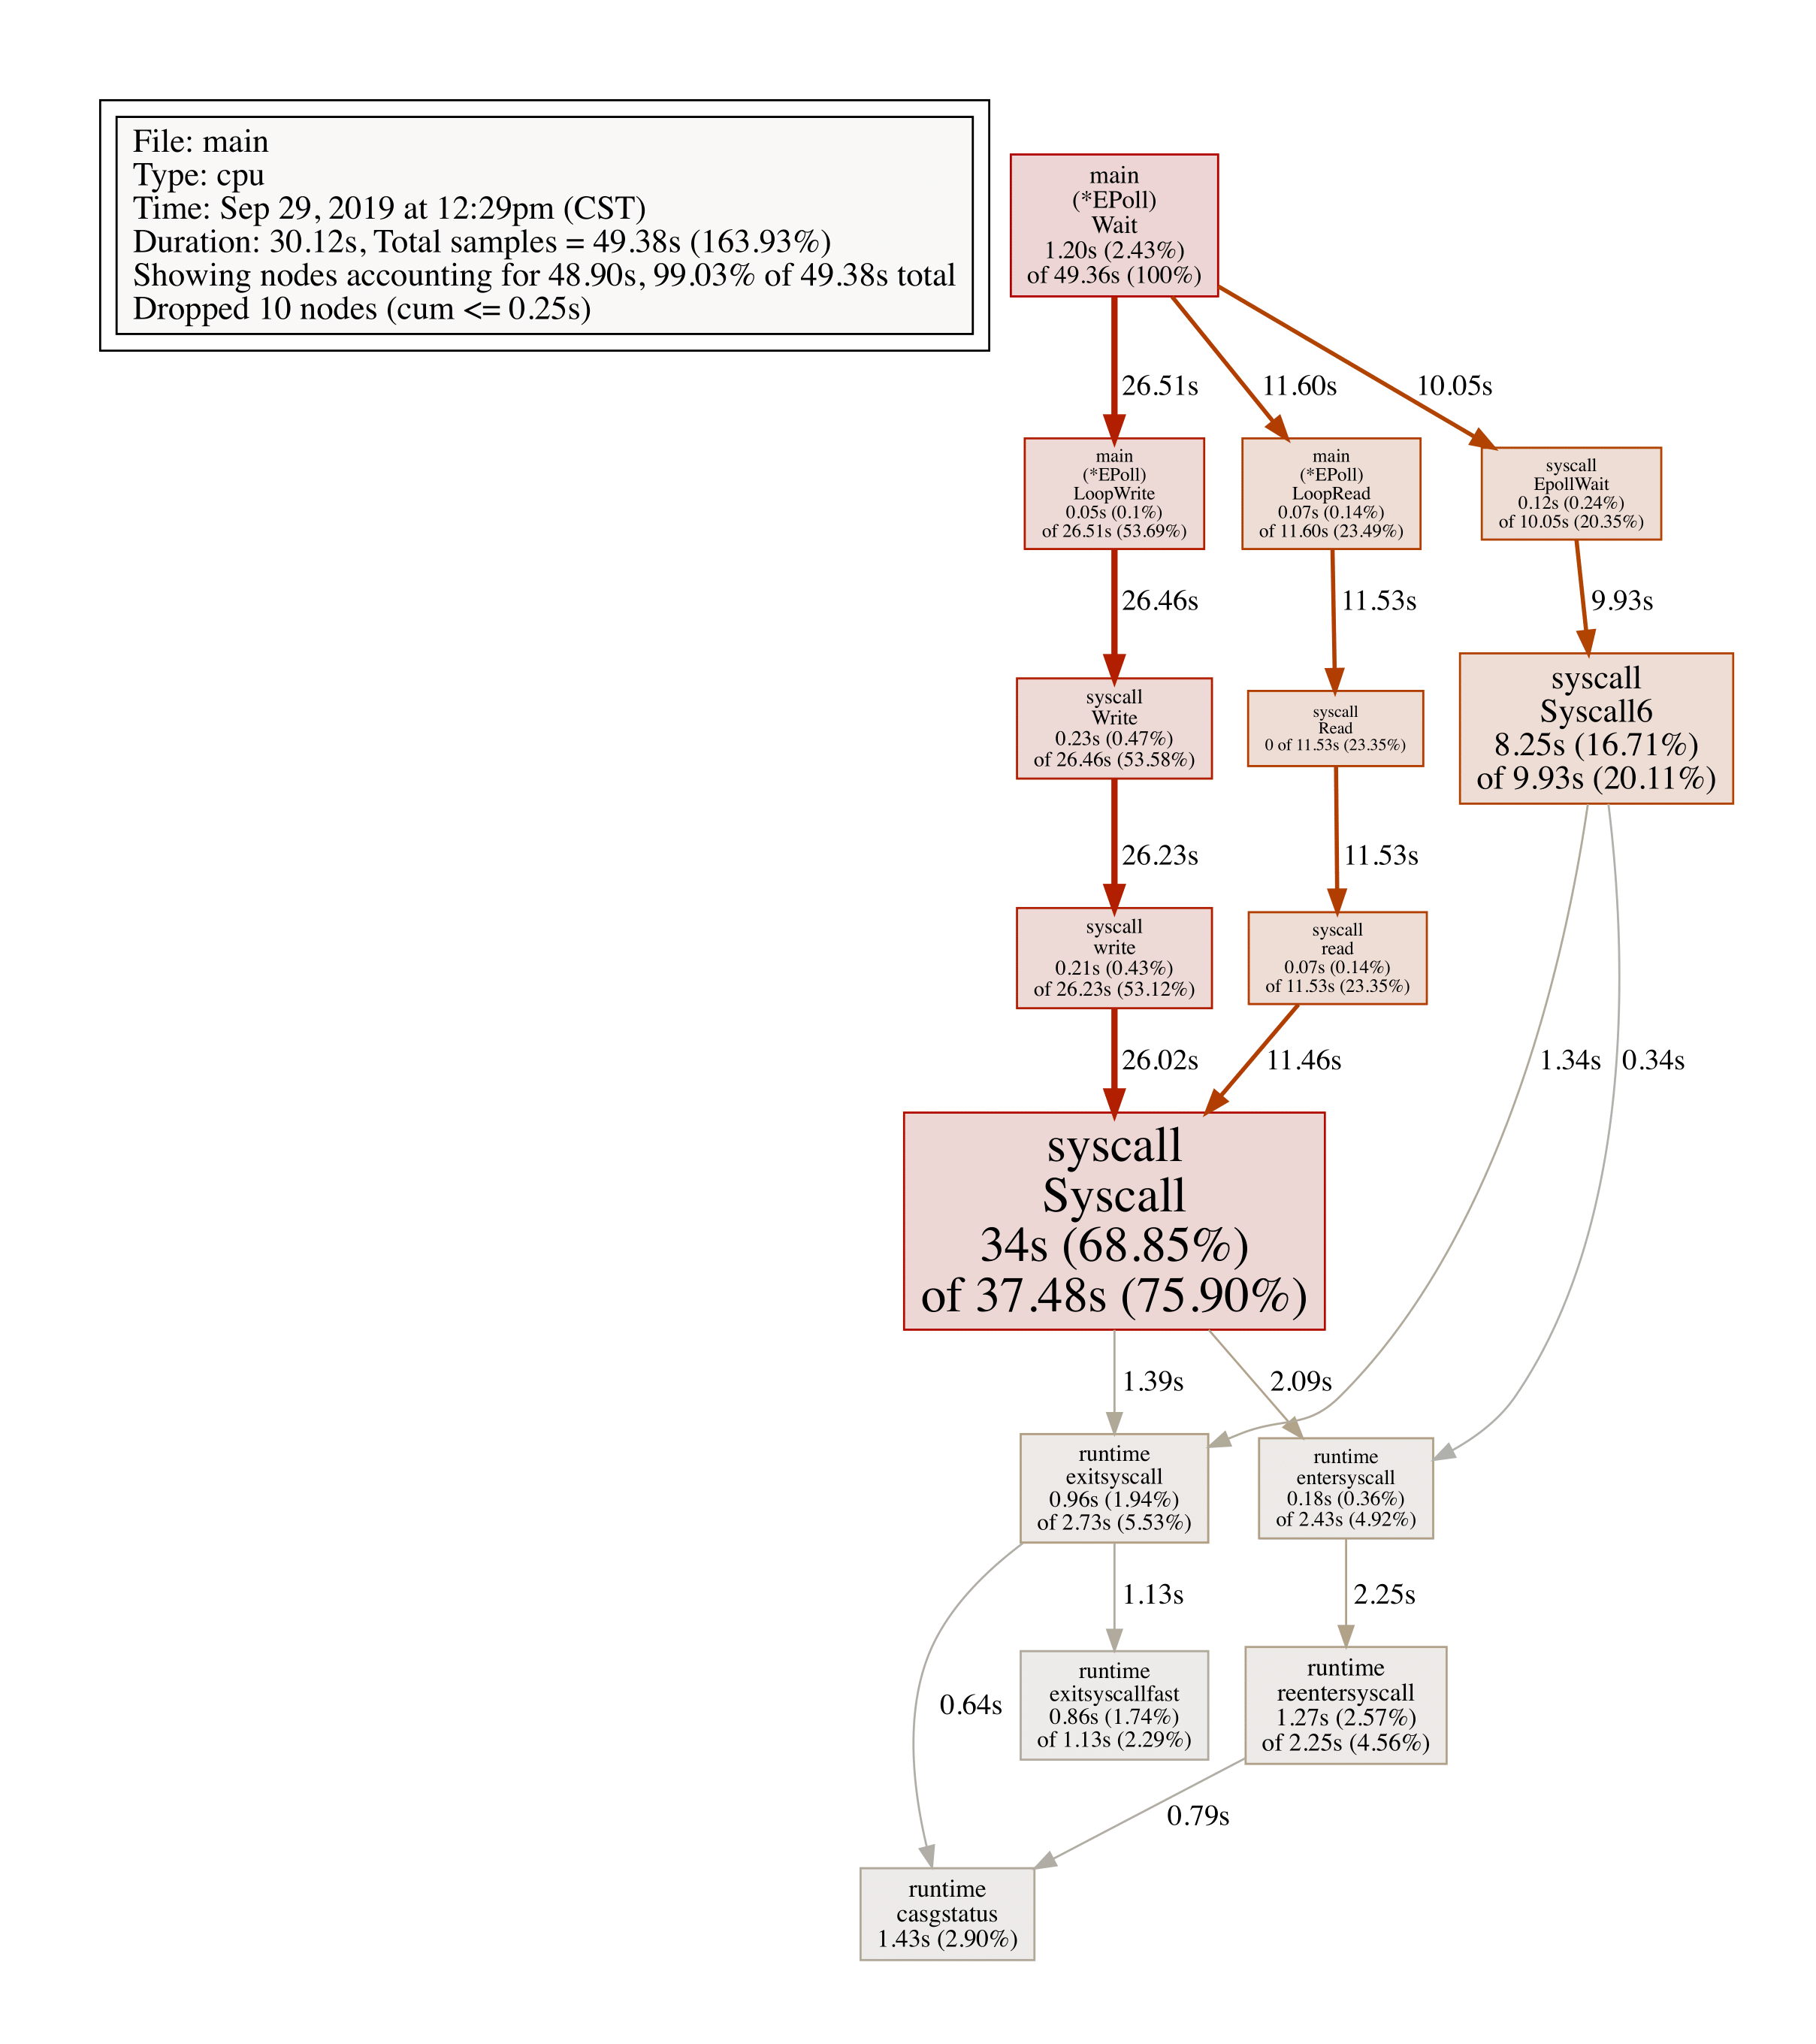 File: main
Type: cpu
Time: Sep 29, 2019 at 12:29pm (CST)
Duration: 30.12s, Total samples = 49.38s (163.93%)
Showing nodes accounting for 48.90s, 99.03% of 49.38s total
Dropped 10 nodes (cum <= 0.25s)
main
(*EPoll)
Wait
1.20s (2.43%)
of 49.36s (100%)
26.51s
11.60s
10.05s
main
(*EPoll)
LoopWrite
0.05s (0.1%)
of 26.51s (53.69%)
main
(*EPoll)
LoopRead
0.07s (0.14%)
of 11.60s (23.49%)
syscall
EpollWait
0.12s (0.24%)
of 10.05s (20.35%)
26.46s
11.53s
9.93s
syscall
Write
0.23s (0.47%)
of 26.46s (53.58%)
syscall
Read
0 of 11.53s (23.35%)
syscall
Syscall6
8.25s (16.71%)
of 9.93s (20.11%)
26.23s
11.53s
syscall
write
0.21s (0.43%)
of 26.23s (53.12%)
syscall
read
0.07s (0.14%)
of 11.53s (23.35%)
26.02s
11.46s
1.34s
0.34s
syscall
Syscall
34s (68.85%)
of 37.48s (75.90%)
1.39s
2.09s
runtime
exitsyscall
0.96s (1.94%)
of 2.73s (5.53%)
runtime
entersyscall
0.18s (0.36%)
of 2.43s (4.92%)
1.13s
2.25s
0.64s
runtime
exitsyscallfast
0.86s (1.74%)
of 1.13s (2.29%)
runtime
reentersyscall
1.27s (2.57%)
of 2.25s (4.56%)
0.79s
runtime
casgstatus
1.43s (2.90%)